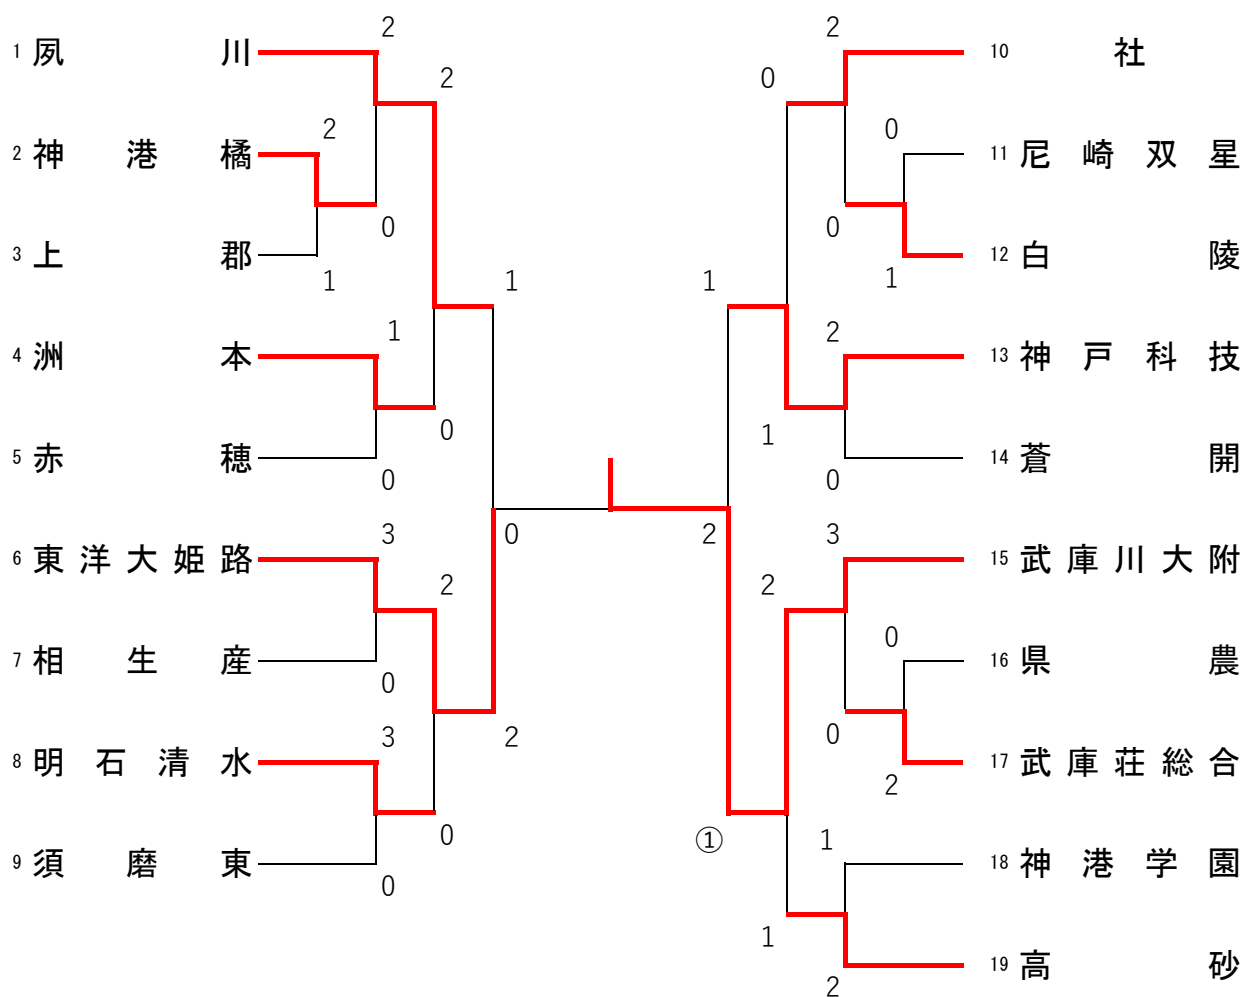 2
1 夙川
2
2
2 神港橘
0
3 上郡
1
1
1
4 洲本
0
5 赤穂
0
3
0
6 東洋大姫路
2
7 相生産
0
3
2
8 明石清水
0
9 須磨東
0
2
10 社
0
0
11 尼崎双星
0
12 白陵
1
1
2
13 神戸科技
1
14 蒼開
0
2
3
15 武庫川大附
2
0
16 県農
0
17 武庫荘総合
2
①
1
18 神港学園
1
19 高砂
2